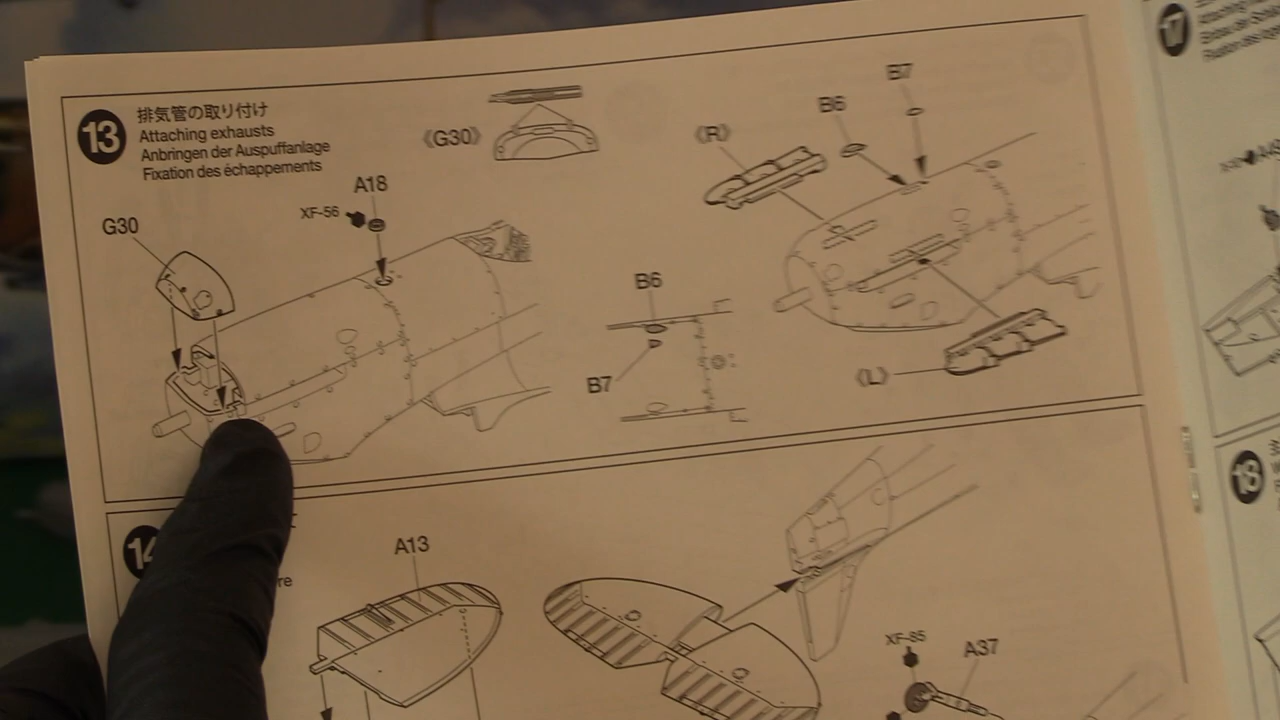 13
排気管の取り付け
Attaching exhausts
Anbringen der Auspuffanlage
Fixation des échappements
《G30》
《R》
B6
B7
A18
XF-56
G30
B6
B7
《L》
14
re
A13
XF-85
A37
17
18